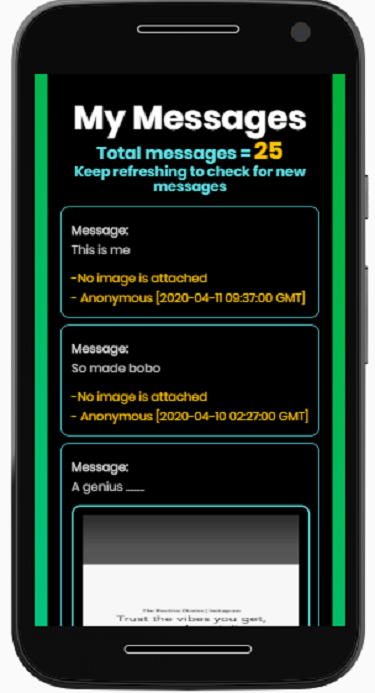 My Messages
Total messages = 25
Keep refreshing to check for new
messages
Message:
This is me
-No image is attached
- Anonymous [2020-04-11 09:37:00 GMT]
Message:
So made bobo
-No image is attached
- Anonymous [2020-04-10 02:27:00 GMT]
Message:
A genius ......
The Positive Diaries | Instagram
Trust the vibes you get,